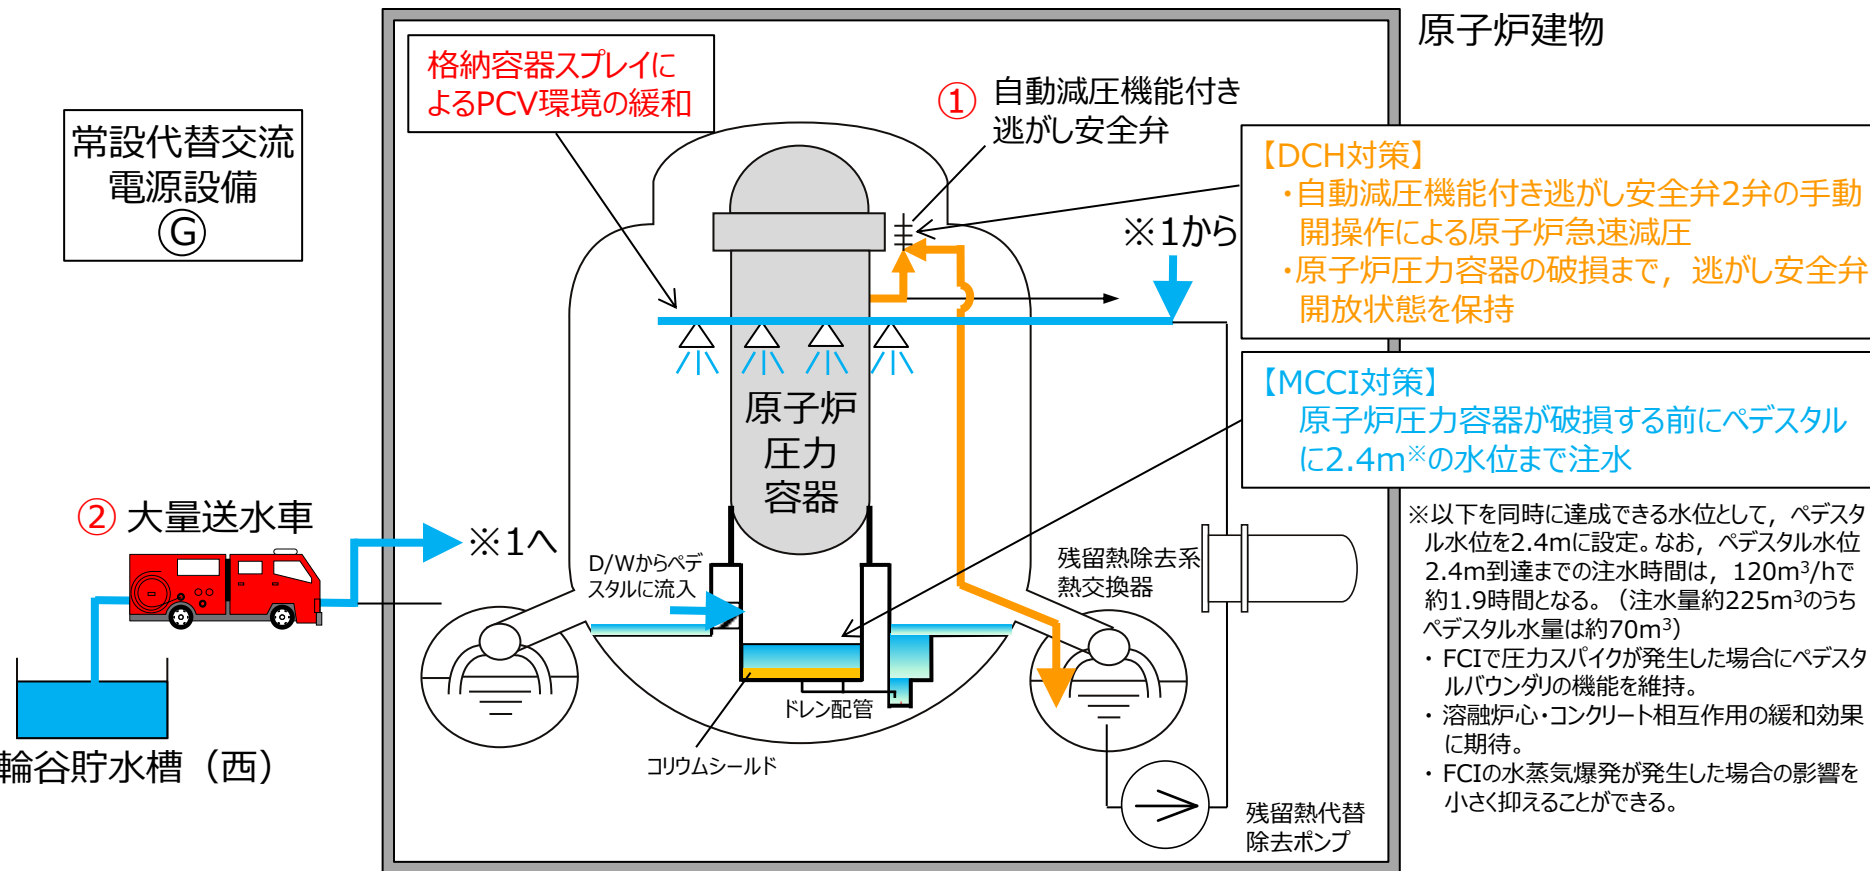 原子炉建物
格納容器スプレイに
よるPCV環境の緩和
① 自動減圧機能付き
逃がし安全弁
常設代替交流
電源設備
G
【DCH対策】
・自動減圧機能付き逃がし安全弁2弁の手動
開操作による原子炉急速減圧
・原子炉圧力容器の破損まで，逃がし安全弁
開放状態を保持
※1から
【MCCI対策】
原子炉圧力容器が破損する前にペデスタル
に2.4m※の水位まで注水
原子炉
圧力
容器
② 大量送水車
※1へ
D/Wからペデ
スタルに流入
残留熱除去系
熱交換器
※以下を同時に達成できる水位として，ペデスタ
ル水位を2.4mに設定。なお，ペデスタル水位
2.4m到達までの注水時間は，120m³/hで
約1.9時間となる。（注水量約225m³のうち
ペデスタル水量は約70m³）
・ FCIで圧力スパイクが発生した場合にペデスタ
ルバウンダリの機能を維持。
・ 溶融炉心・コンクリート相互作用の緩和効果
に期待。
・ FCIの水蒸気爆発が発生した場合の影響を
小さく抑えることができる。
ドレン配管
コリウムシールド
輪谷貯水槽（西）
残留熱代替
除去ポンプ